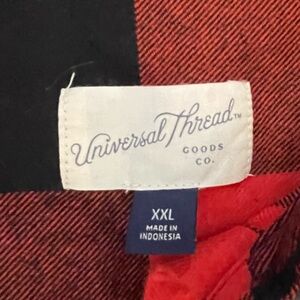 Universal Thread™
GOODS
CO.
XXL
MADE IN
INDONESIA